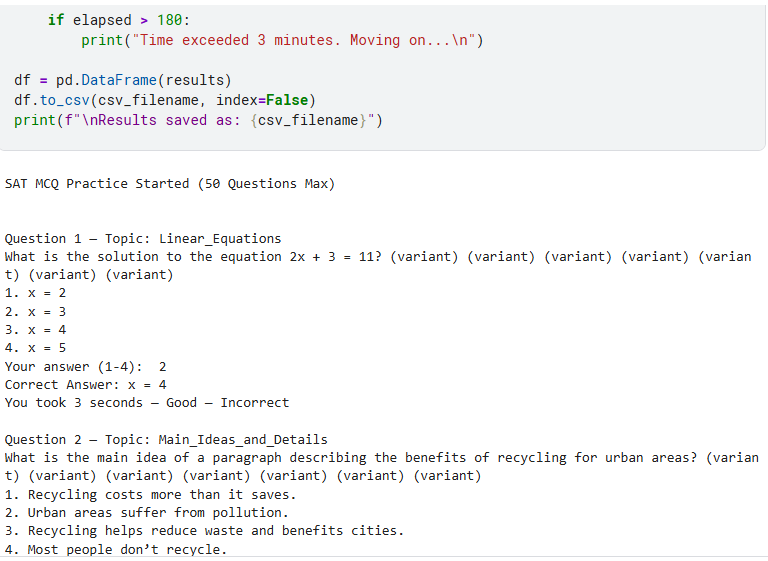 if elapsed > 180:
print("Time exceeded 3 minutes. Moving on...\n")
df = pd.DataFrame(results)
df.to_csv(csv_filename, index=False)
print(f"\nResults saved as: {csv_filename}")
SAT MCQ Practice Started (50 Questions Max)
Question 1 — Topic: Linear_Equations
What is the solution to the equation 2x + 3 = 11? (variant) (variant) (variant) (variant) (varian
t) (variant) (variant)
1. x = 2
2. x = 3
3. x = 4
4. x = 5
Your answer (1-4):  2
Correct Answer: x = 4
You took 3 seconds — Good — Incorrect
Question 2 — Topic: Main_Ideas_and_Details
What is the main idea of a paragraph describing the benefits of recycling for urban areas? (varian
t) (variant) (variant) (variant) (variant) (variant) (variant)
1. Recycling costs more than it saves.
2. Urban areas suffer from pollution.
3. Recycling helps reduce waste and benefits cities.
4. Most people don’t recycle.